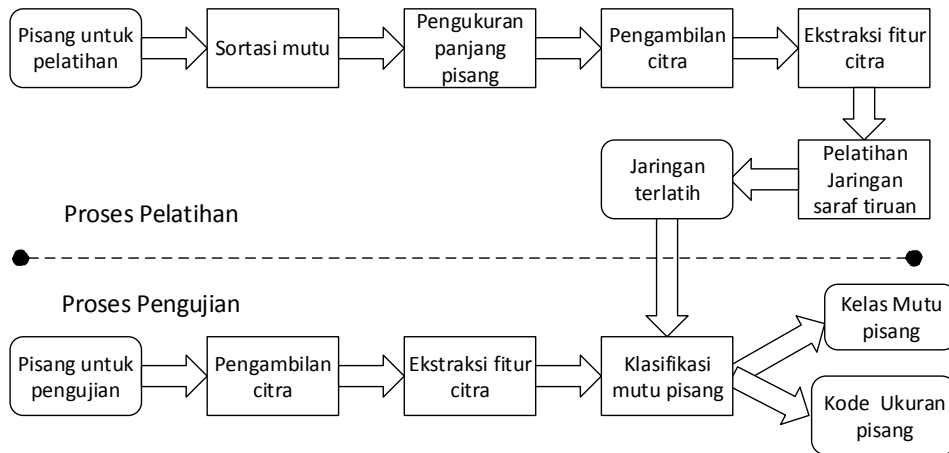 Pisang untuk
pelatihan
Sortasi mutu
Pengukuran
panjang
pisang
Pengambilan
citra
Ekstraksi fitur
citra
Jaringan
terlatih
Pelatihan
Jaringan
saraf tiruan
Proses Pelatihan
Proses Pengujian
Pisang untuk
pengujian
Pengambilan
citra
Ekstraksi fitur
citra
Klasifikasi
mutu pisang
Kelas Mutu
pisang
Kode Ukuran
pisang